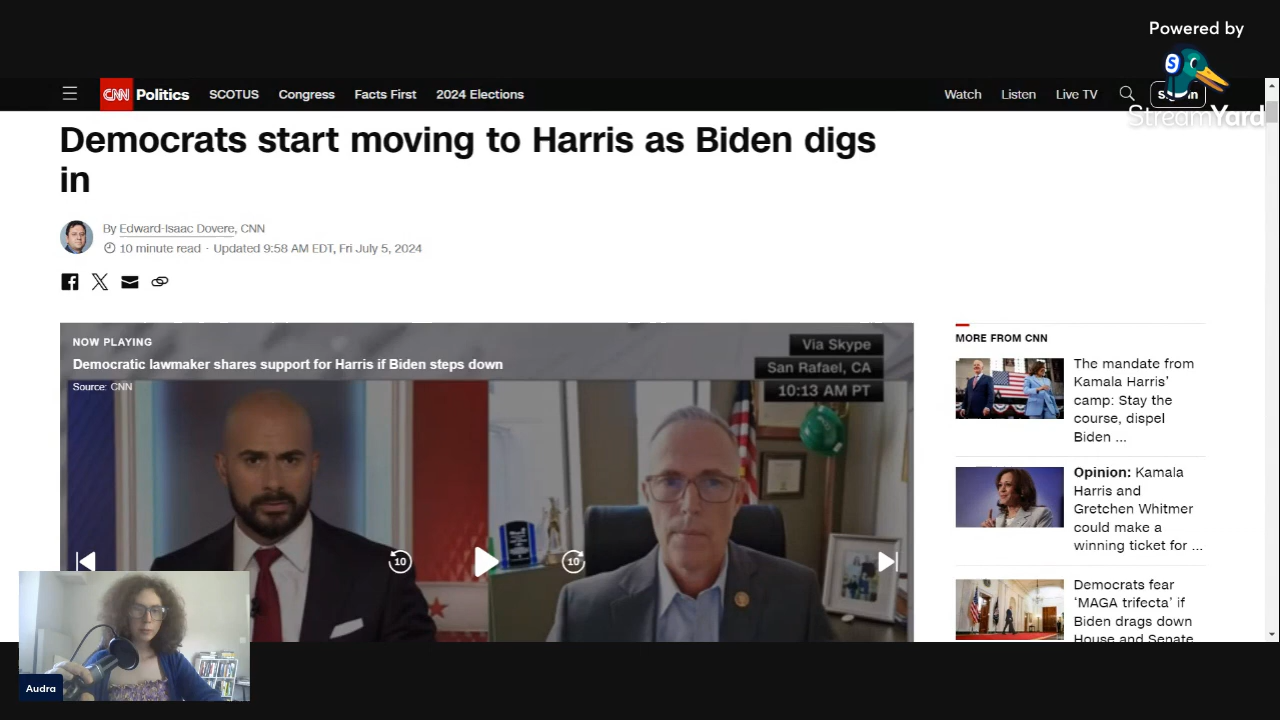 Powered by
StreamYard
CNN Politics SCOTUS Congress Facts First 2024 Elections Watch Listen Live TV
Democrats start moving to Harris as Biden digs
in
By Edward-Isaac Dovere, CNN
10 minute read · Updated 9:58 AM EDT, Fri July 5, 2024
NOW PLAYING
Democratic lawmaker shares support for Harris if Biden steps down
Source: CNN
Via Skype
San Rafael, CA
10:13 AM PT
10
10
MORE FROM CNN
The mandate from
Kamala Harris'
camp: Stay the
course, dispel
Biden ...
Opinion: Kamala
Harris and
Gretchen Whitmer
could make a
winning ticket for ...
Democrats fear
'MAGA trifecta' if
Biden drags down
House and Senate
Audra